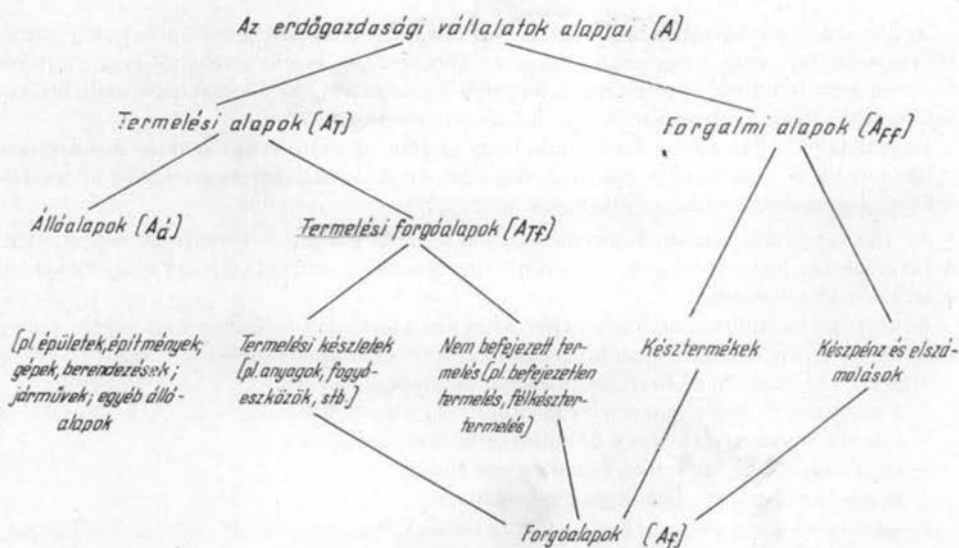 Az erdőgazdasági vállalatok alapjai (A)
Termelési alapok (AT)
Forgalmi alapok (AFf)
Állóalapok (Aá)
Termelési forgóalapok (ATf)
(pl. épületek, építmények;
gépek, berendezések;
járművek; egyéb álló-
alapok
Termelési készletek
(pl. anyagok, fogyó-
eszközök, stb.)
Nem befejezett ter-
melés (pl. befejezetlen
termelés, félkészter-
termelés)
Késztermékek
Készpénz és elszá-
molások
Forgóalapok (Af)